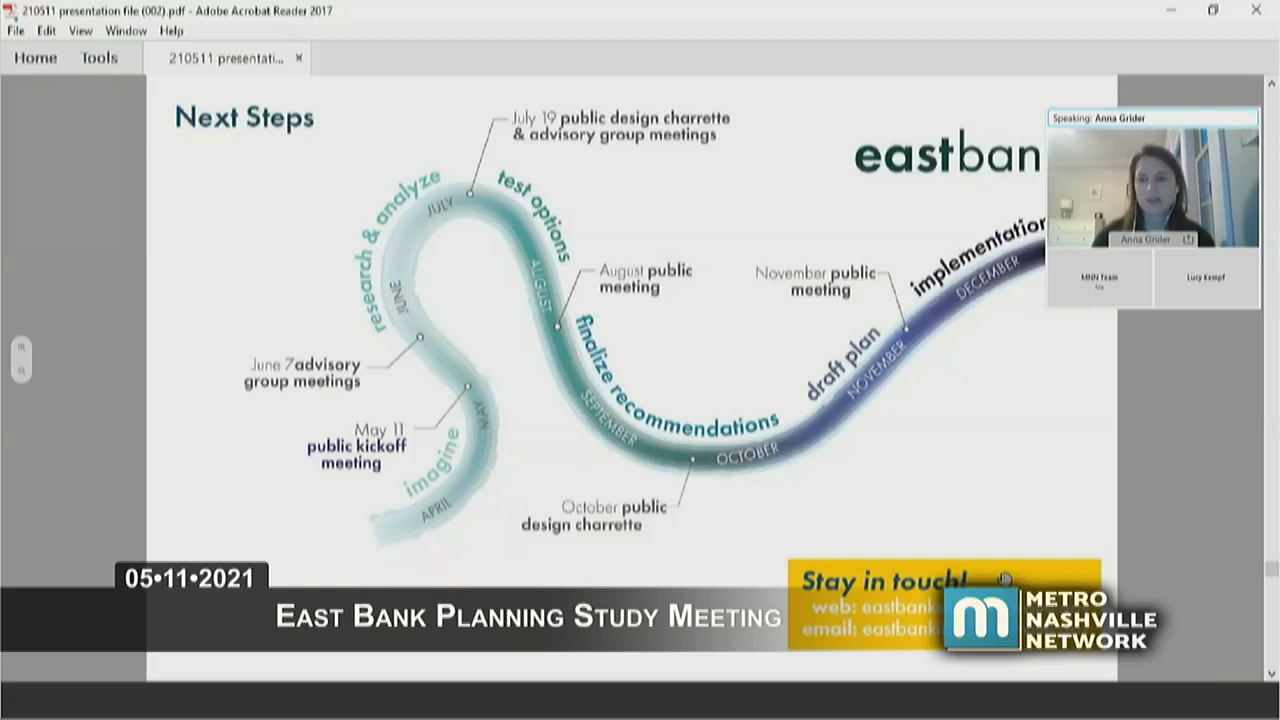 210511 presentation file (002).pdf - Adobe Acrobat Reader 2017
File Edit View Window Help
Home Tools 210511 presentati... ×
Next Steps
July 19 public design charrette
& advisory group meetings
eastban
Speaking: Anna Grider
Anna Grider
MNN Team
Me
Lucy Kempf
research & analyze
JULY
test options
JUNE
AUGUST
August public
meeting
November public
meeting
implementation
DECEMBER
June 7advisory
group meetings
finalize recommendations
draft plan
NOVEMBER
May 11
public kickoff
meeting
MAY
imagine
SEPTEMBER
OCTOBER
APRIL
October public
design charrette
05•11•2021
East Bank Planning Study Meeting
Stay in touch!
web: eastbank
email: eastbank
m
METRO
NASHVILLE
NETWORK